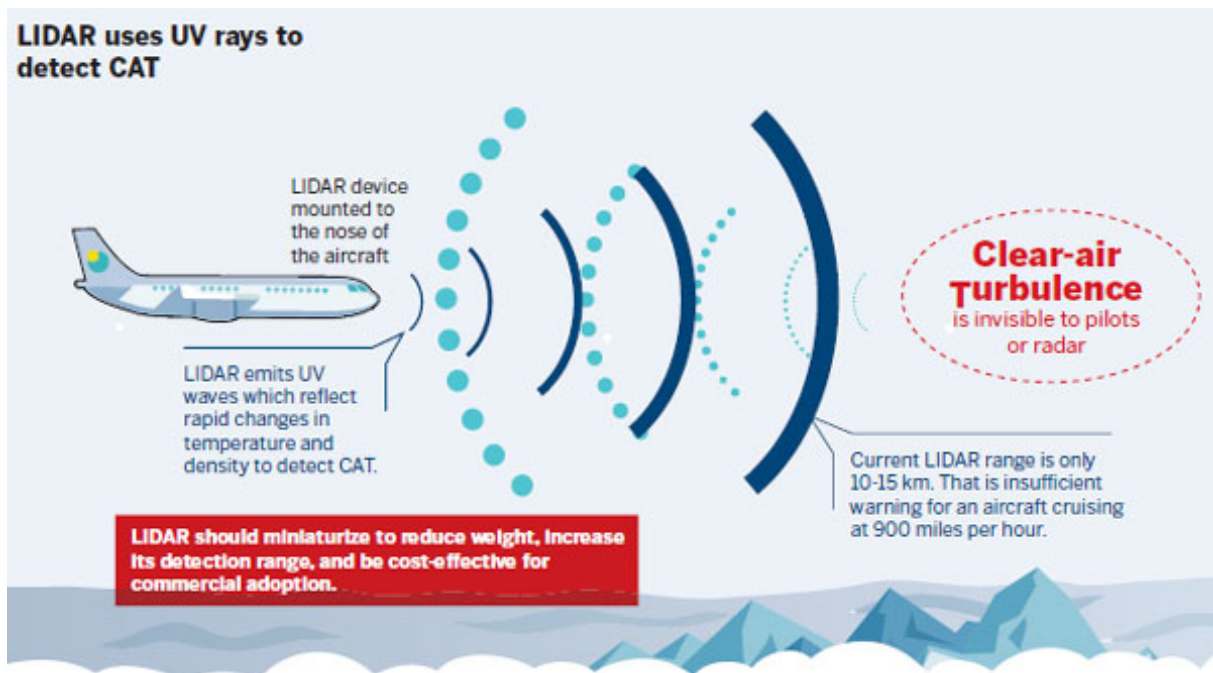 LIDAR uses UV rays to
detect CAT
LIDAR device
mounted to
the nose of
the aircraft
LIDAR emits UV
waves which reflect
rapid changes in
temperature and
density to detect CAT.
Clear-air
Turbulence
is invisible to pilots
or radar
Current LIDAR range is only
10-15 km. That is insufficient
warning for an aircraft cruising
at 900 miles per hour.
LIDAR should miniaturize to reduce weight, increase
its detection range, and be cost-effective for
commercial adoption.